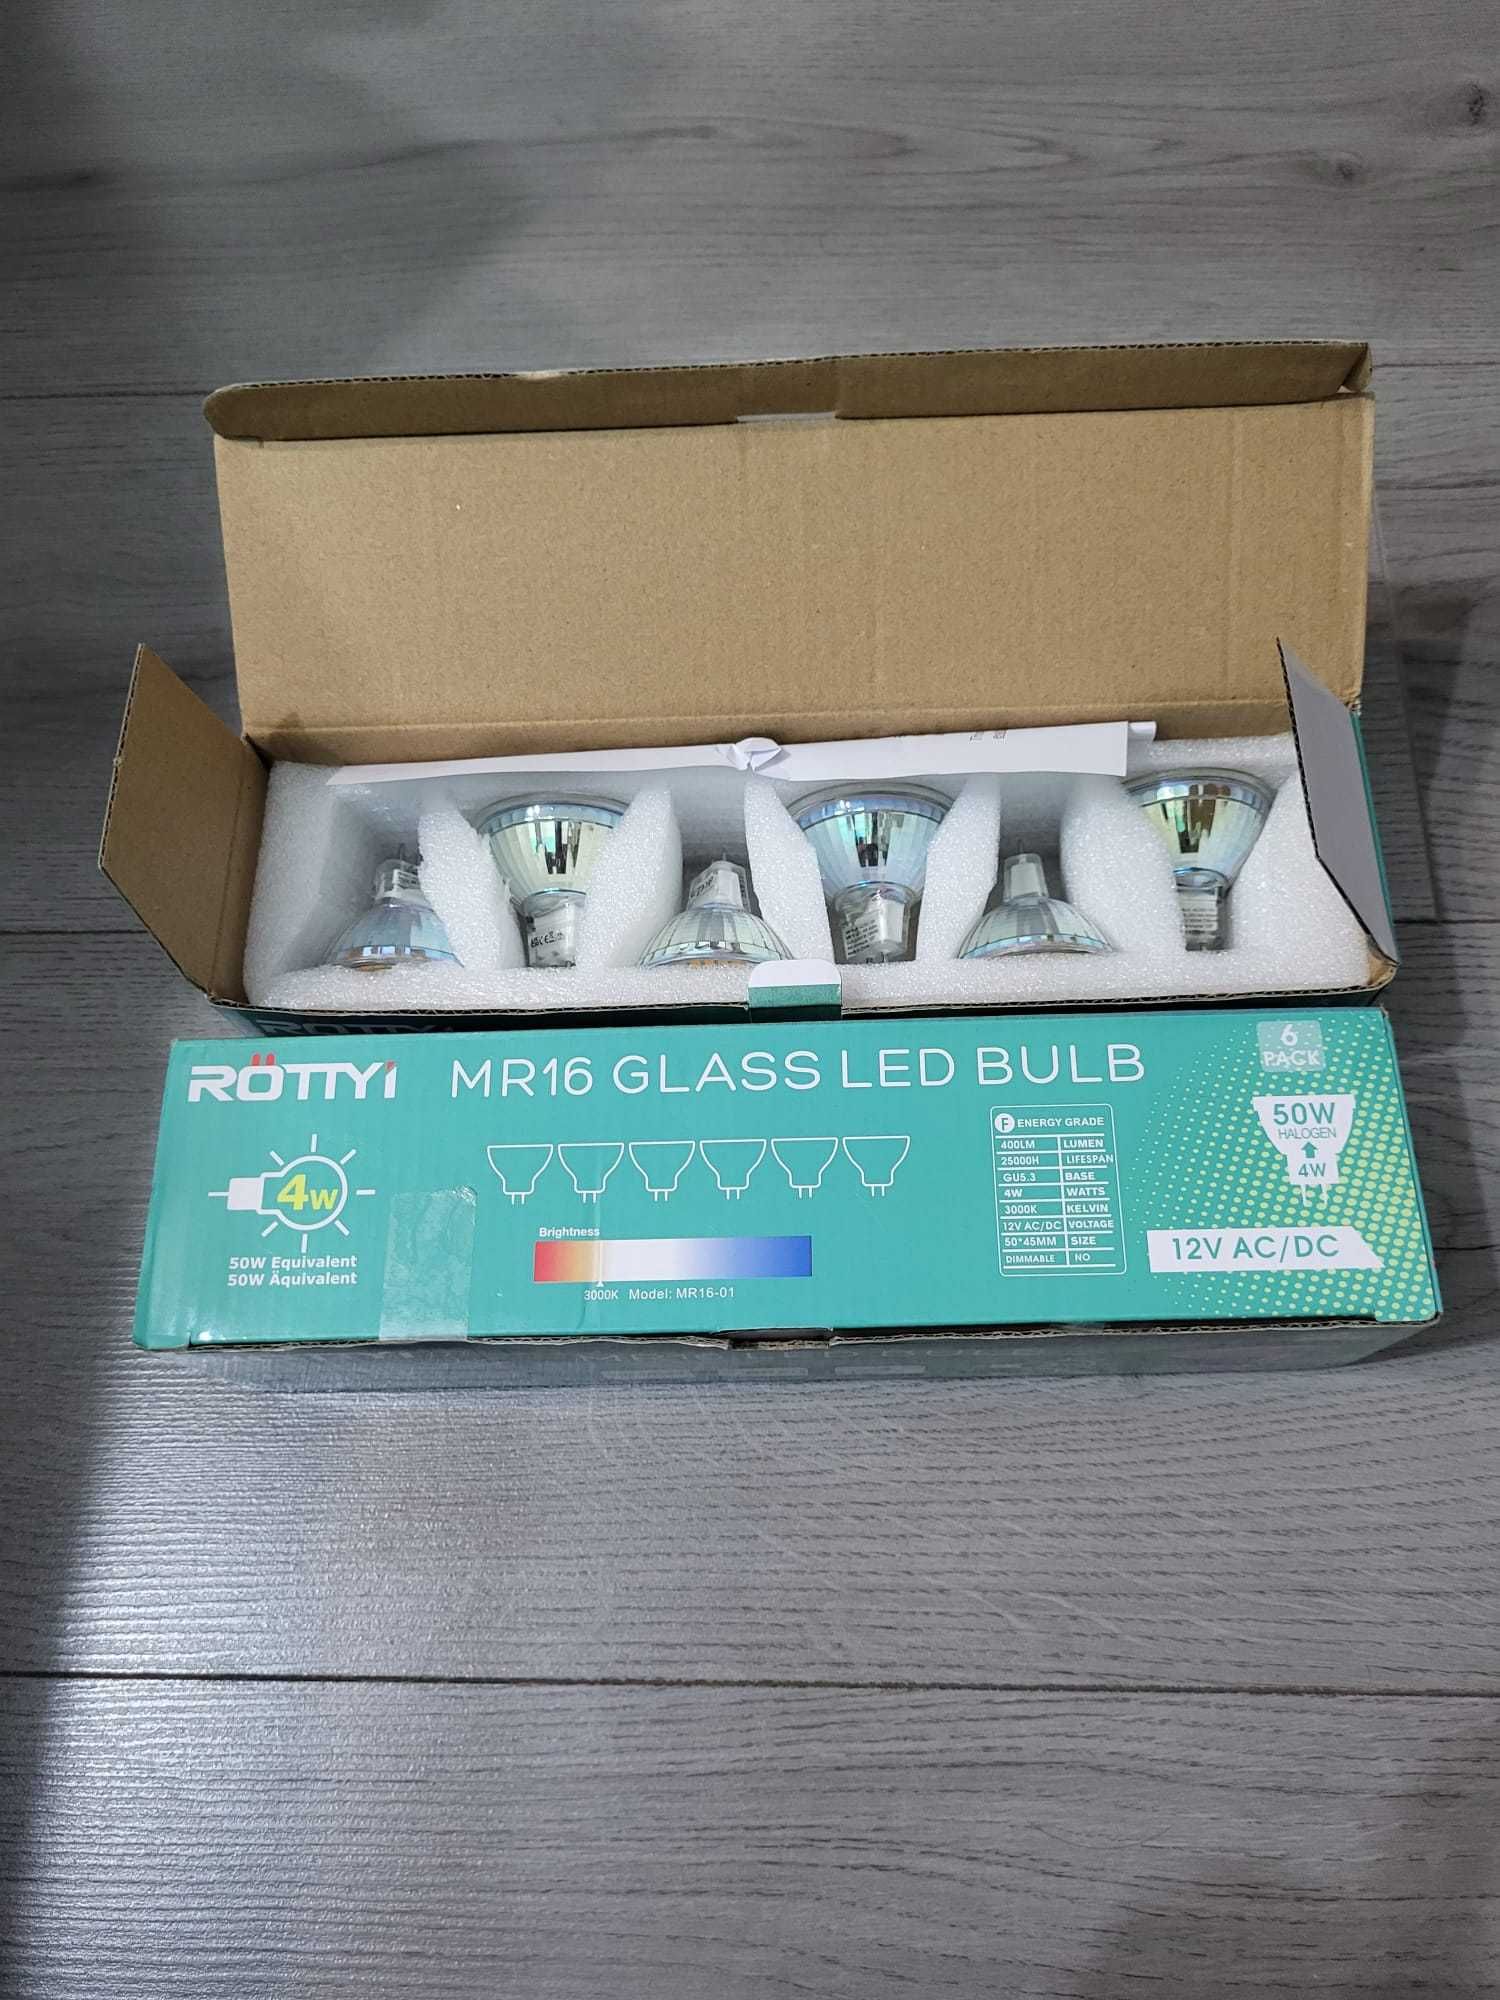 RÖTTYi
MR16 GLASS LED BULB
6
PACK
4W
50W Equivalent
50W Äquivalent
Brightness
3000K Model: MR16-01
F ENERGY GRADE
400LM LUMEN
25000H LIFESPAN
GU5.3 BASE
4W WATTS
3000K KELVIN
12V AC/DC VOLTAGE
50*45MM SIZE
DIMMABLE NO
50W
HALOGEN
4W
12V AC/DC